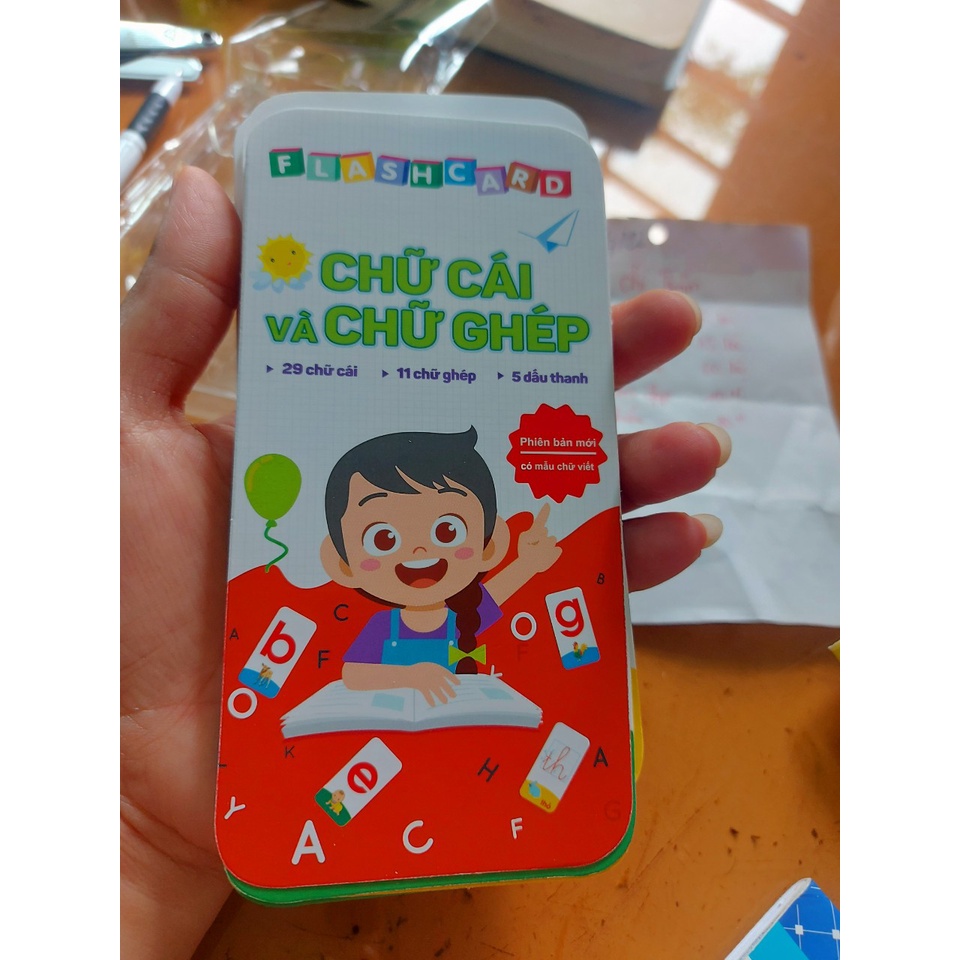 FLASHCARD
CHỮ CÁI
VÀ CHỮ GHÉP
29 chữ cái 11 chữ ghép 5 dấu thanh
Phiên bản mới
có mẫu chữ viết
B
A
C
b
F
O
g
F
O
K
K
e
H
th
A
Y
A
C
F
G